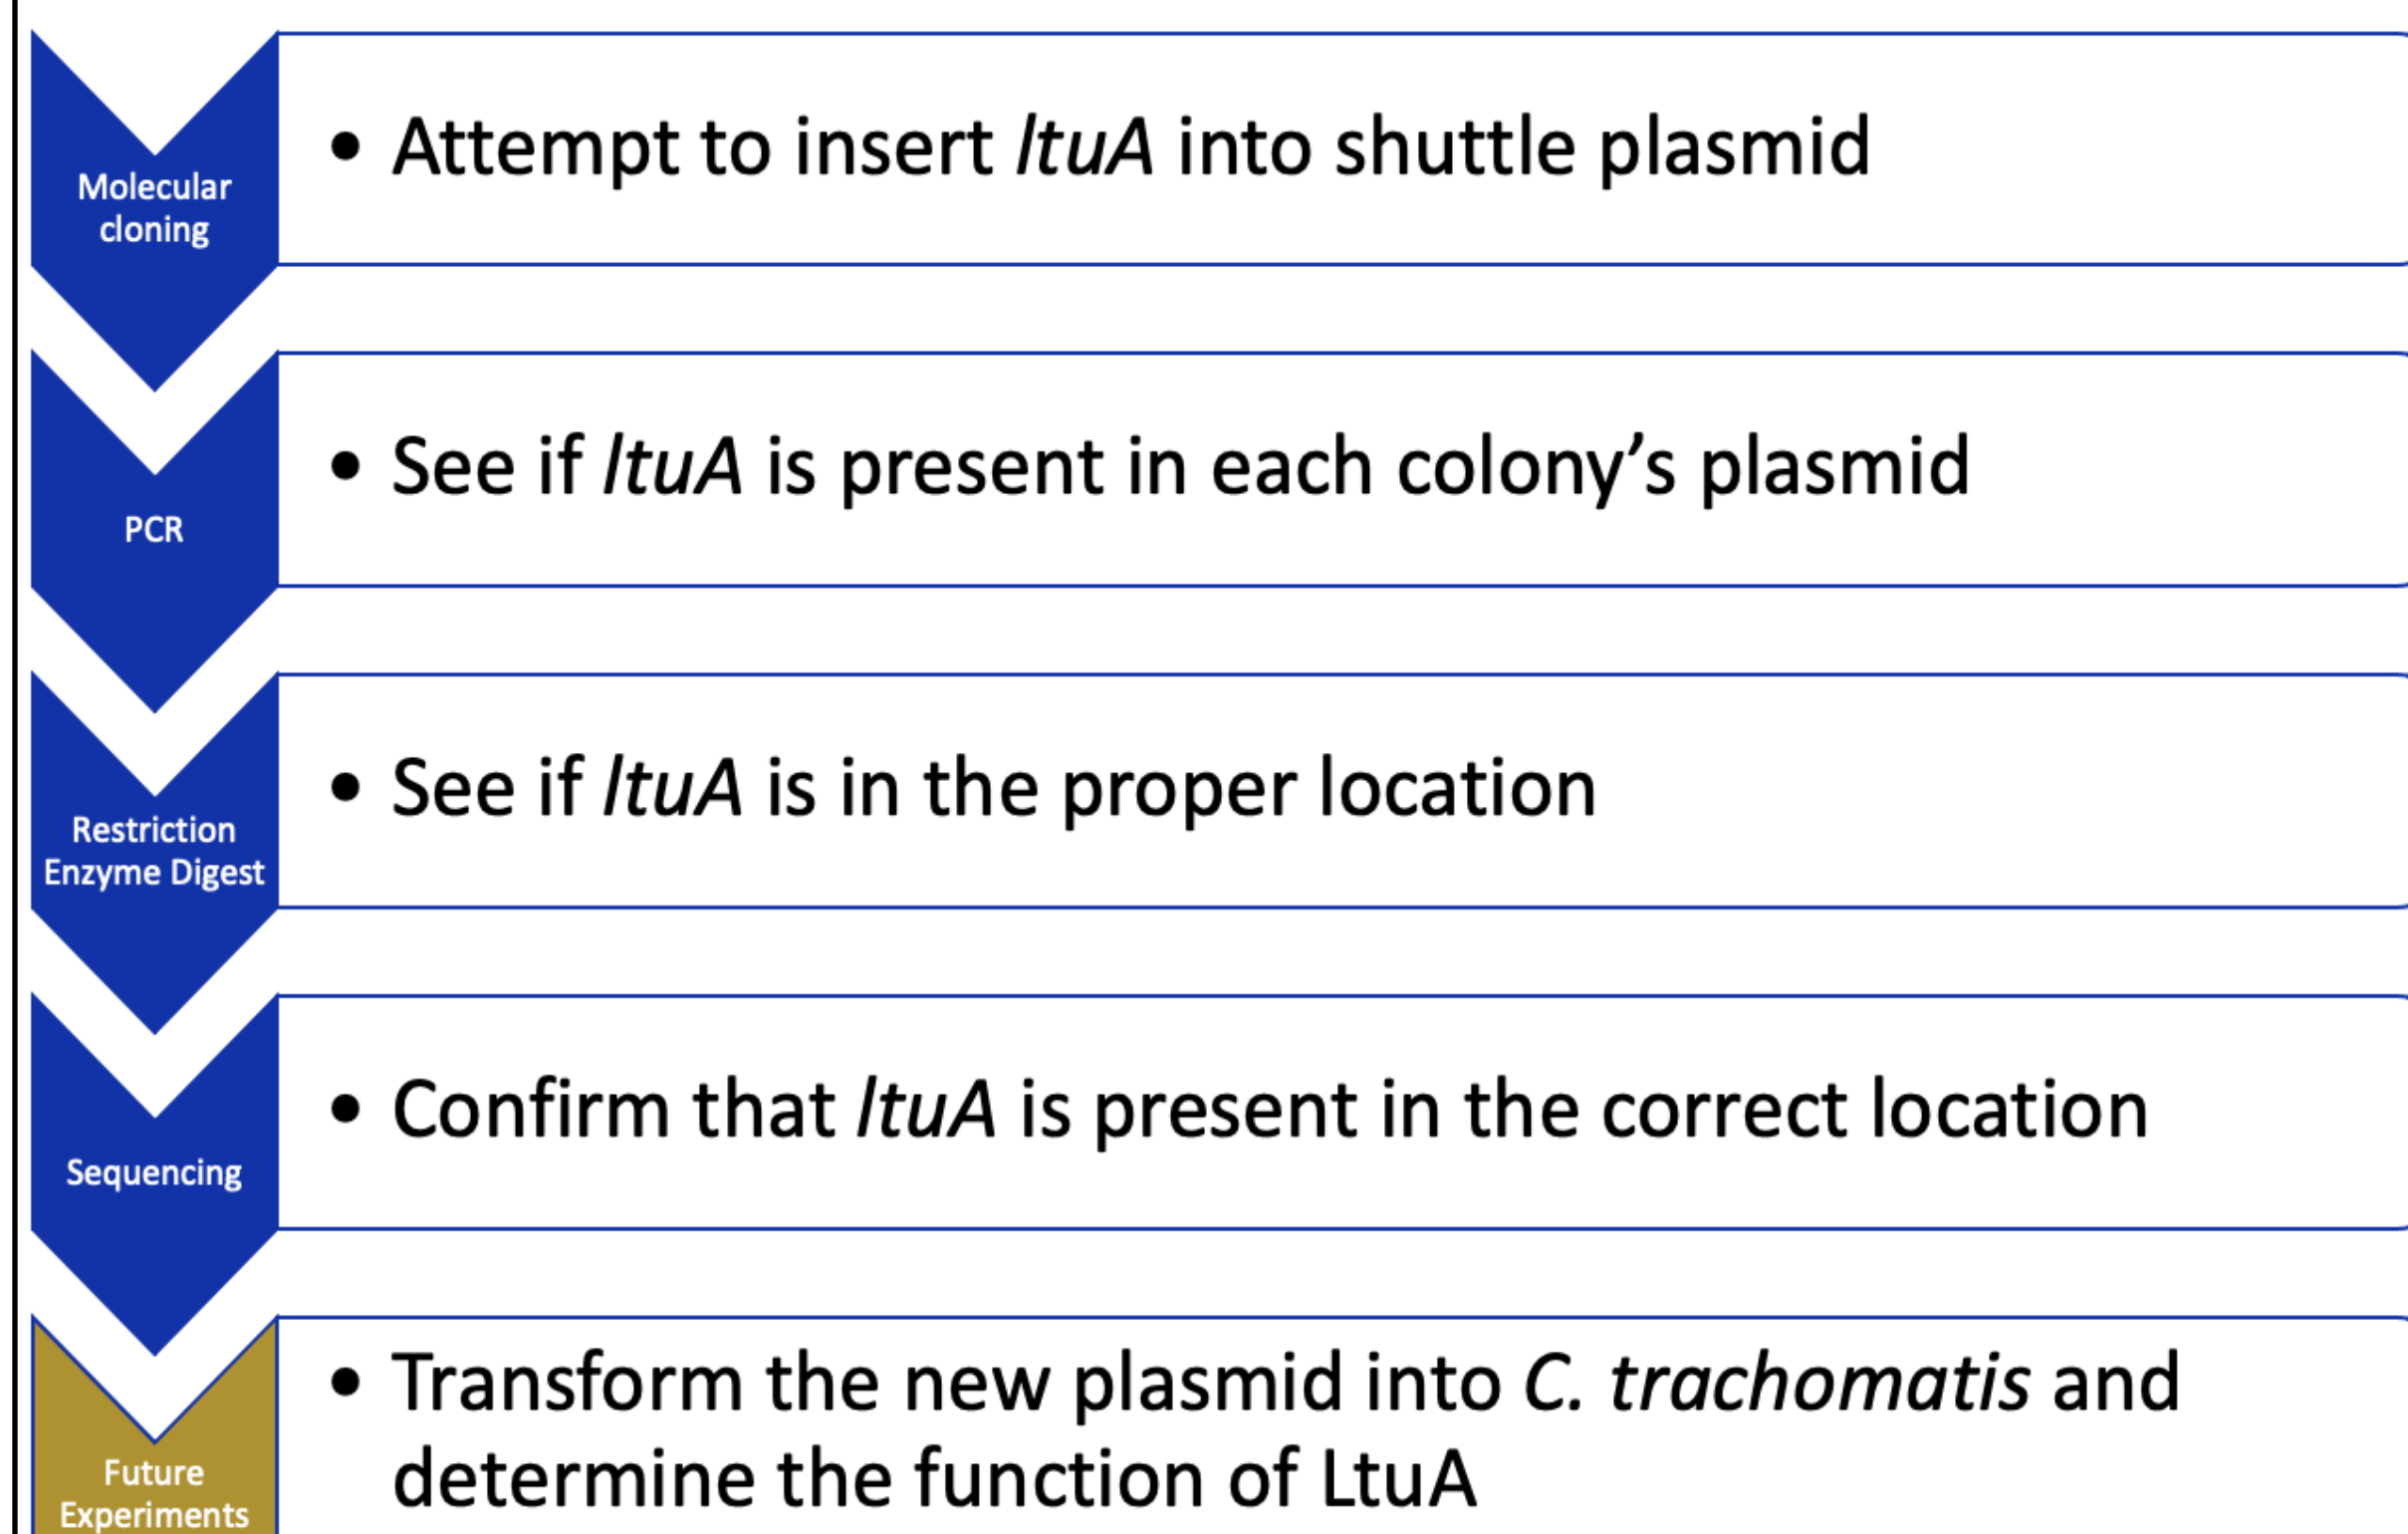 Molecular
cloning
• Attempt to insert ltuA into shuttle plasmid
PCR
• See if ltuA is present in each colony’s plasmid
Restriction
Enzyme Digest
• See if ltuA is in the proper location
Sequencing
• Confirm that ltuA is present in the correct location
Future
Experiments
• Transform the new plasmid into C. trachomatis and
determine the function of LtuA